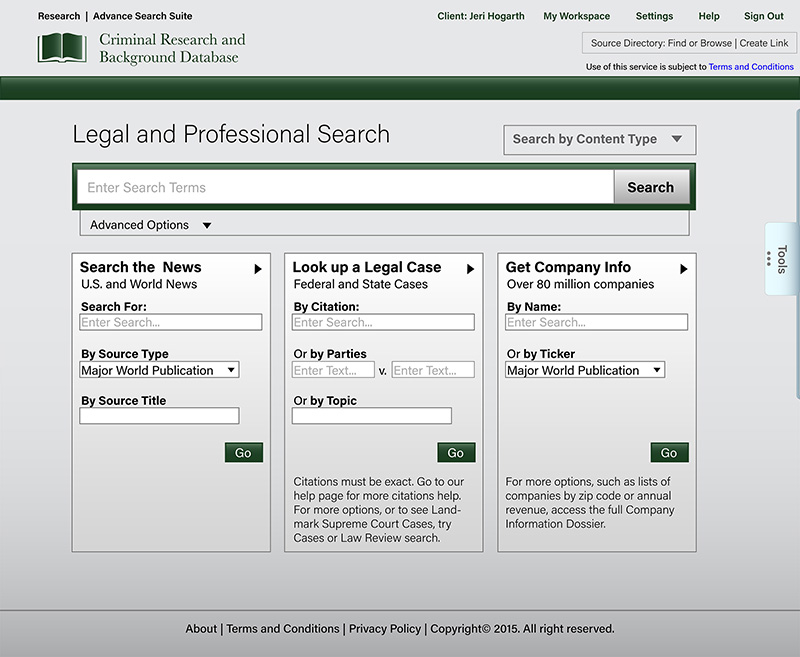 Research | Advance Search Suite
Client: Jeri Hogarth My Workspace Settings Help Sign Out
Criminal Research and
Background Database
Source Directory: Find or Browse | Create Link
Use of this service is subject to Terms and Conditions
Legal and Professional Search
Search by Content Type
Enter Search Terms
Search
Advanced Options
Tools
Search the News
U.S. and World News
Search For:
Enter Search...
By Source Type
Major World Publication
By Source Title
Go
Look up a Legal Case
Federal and State Cases
By Citation:
Enter Search...
Or by Parties
Enter Text... v. Enter Text...
Or by Topic
Go
Citations must be exact. Go to our
help page for more citations help.
For more options, or to see Land-
mark Supreme Court Cases, try
Cases or Law Review search.
Get Company Info
Over 80 million companies
By Name:
Enter Search...
Or by Ticker
Major World Publication
Go
For more options, such as lists of
companies by zip code or annual
revenue, access the full Company
Information Dossier.
About | Terms and Conditions | Privacy Policy | Copyright© 2015. All right reserved.